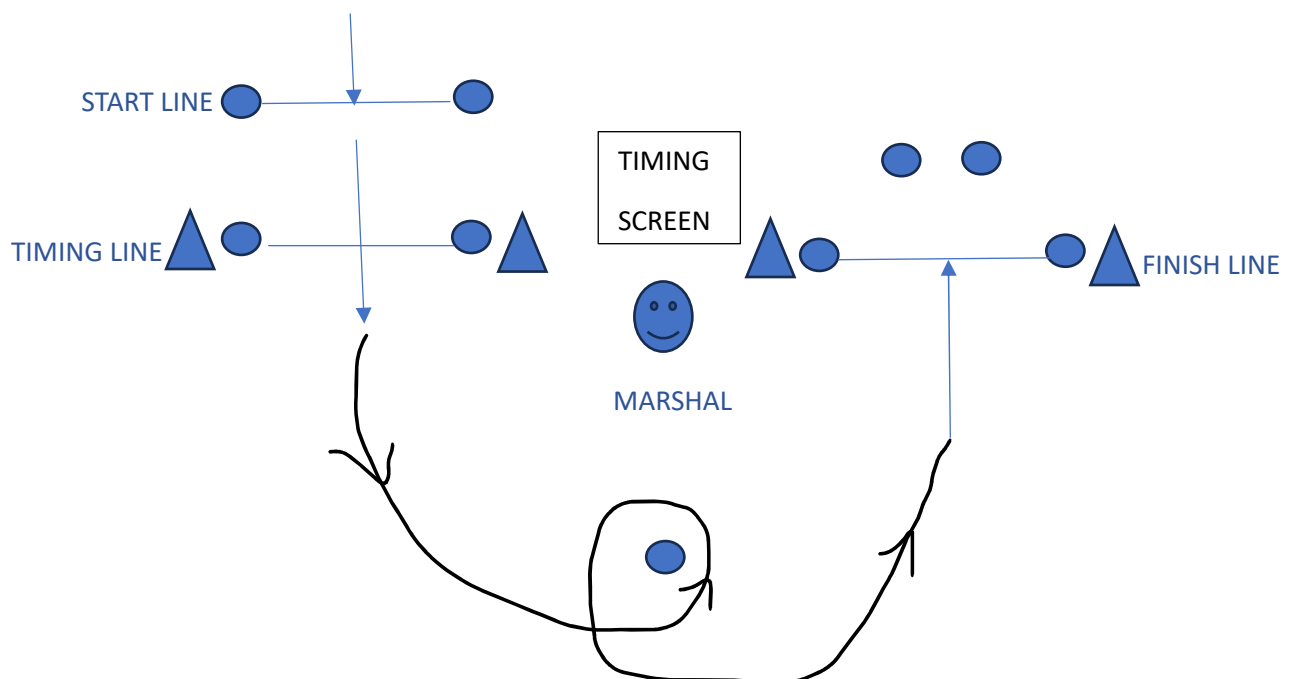 START LINE
TIMING
SCREEN
TIMING LINE
FINISH LINE
MARSHAL